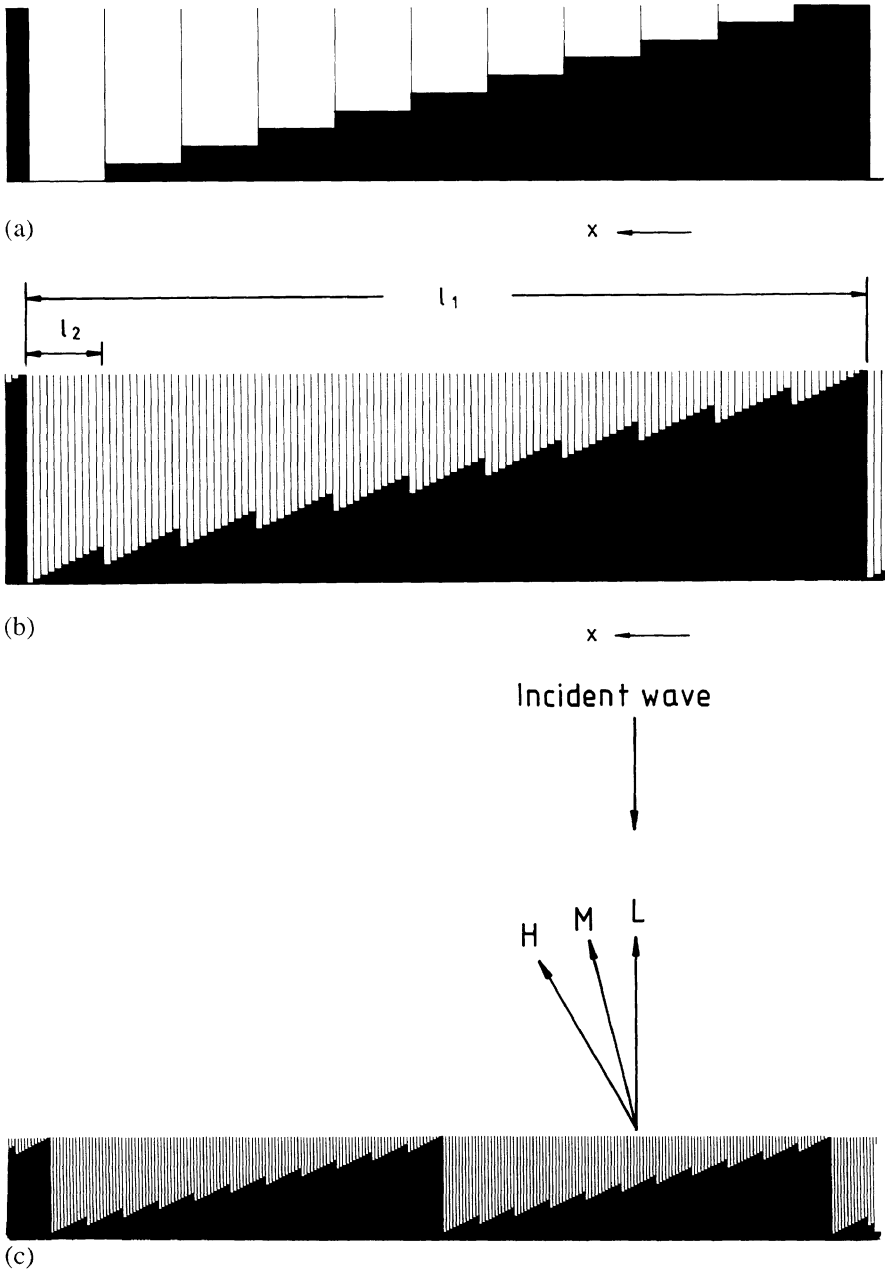 (a)
x
l₁
l₂
(b)
x
Incident wave
H M L
(c)